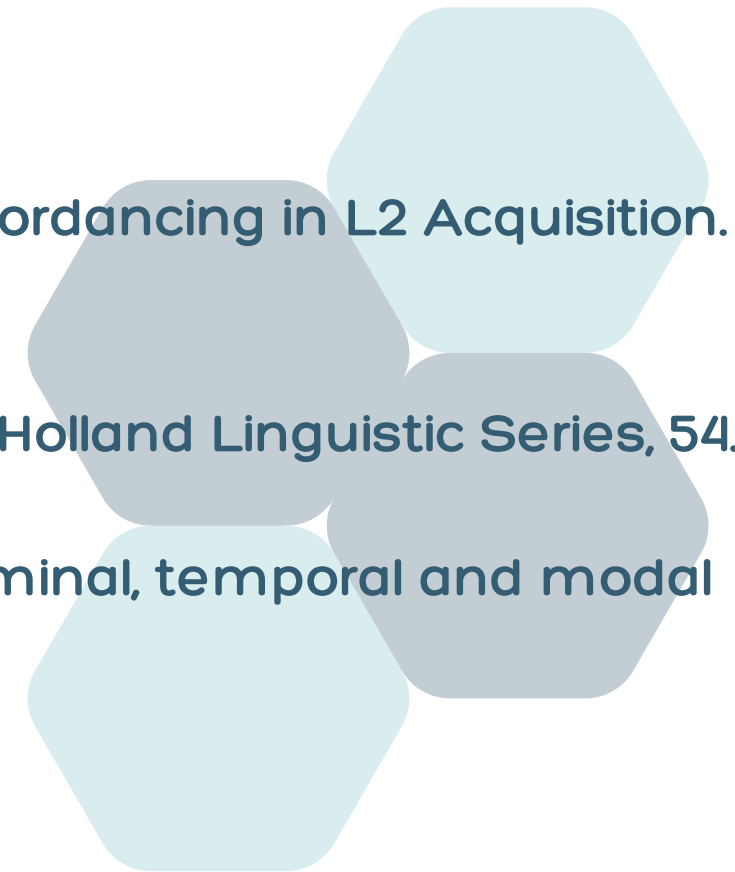 ordancing in L2 Acquisition.
Holland Linguistic Series, 54.
minal, temporal and modal